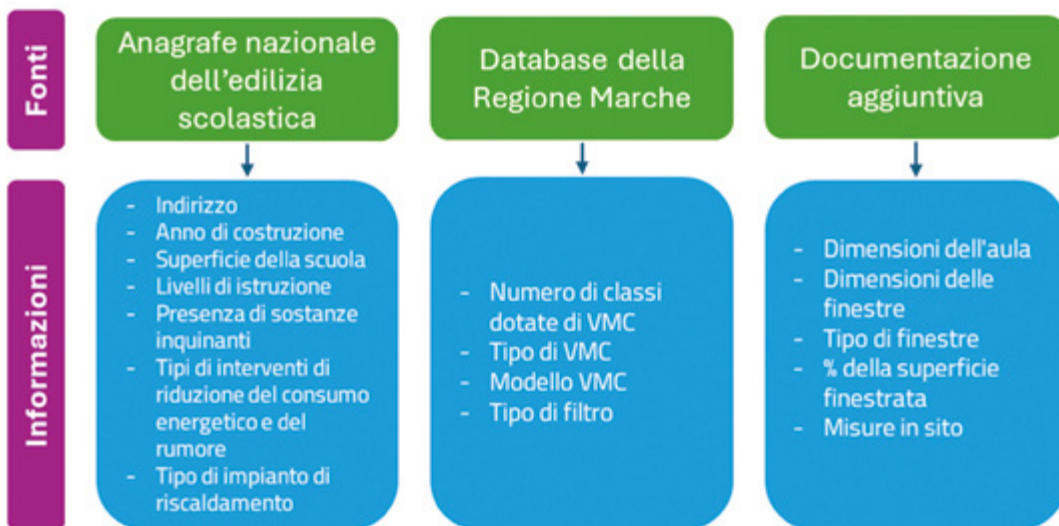 Fonti
Anagrafe nazionale
dell'edilizia
scolastica
Database della
Regione Marche
Documentazione
aggiuntiva
Informazioni
- Indirizzo
- Anno di costruzione
- Superficie della scuola
- Livelli di istruzione
- Presenza di sostanze
inquinanti
- Tipi di interventi di
riduzione del consumo
energetico e del
rumore
- Tipo di impianto di
riscaldamento
- Numero di classi
dotate di VMC
- Tipo di VMC
- Modello VMC
- Tipo di filtro
- Dimensioni dell'aula
- Dimensioni delle
finestre
- Tipo di finestre
- % della superficie
finestrata
- Misure in sito